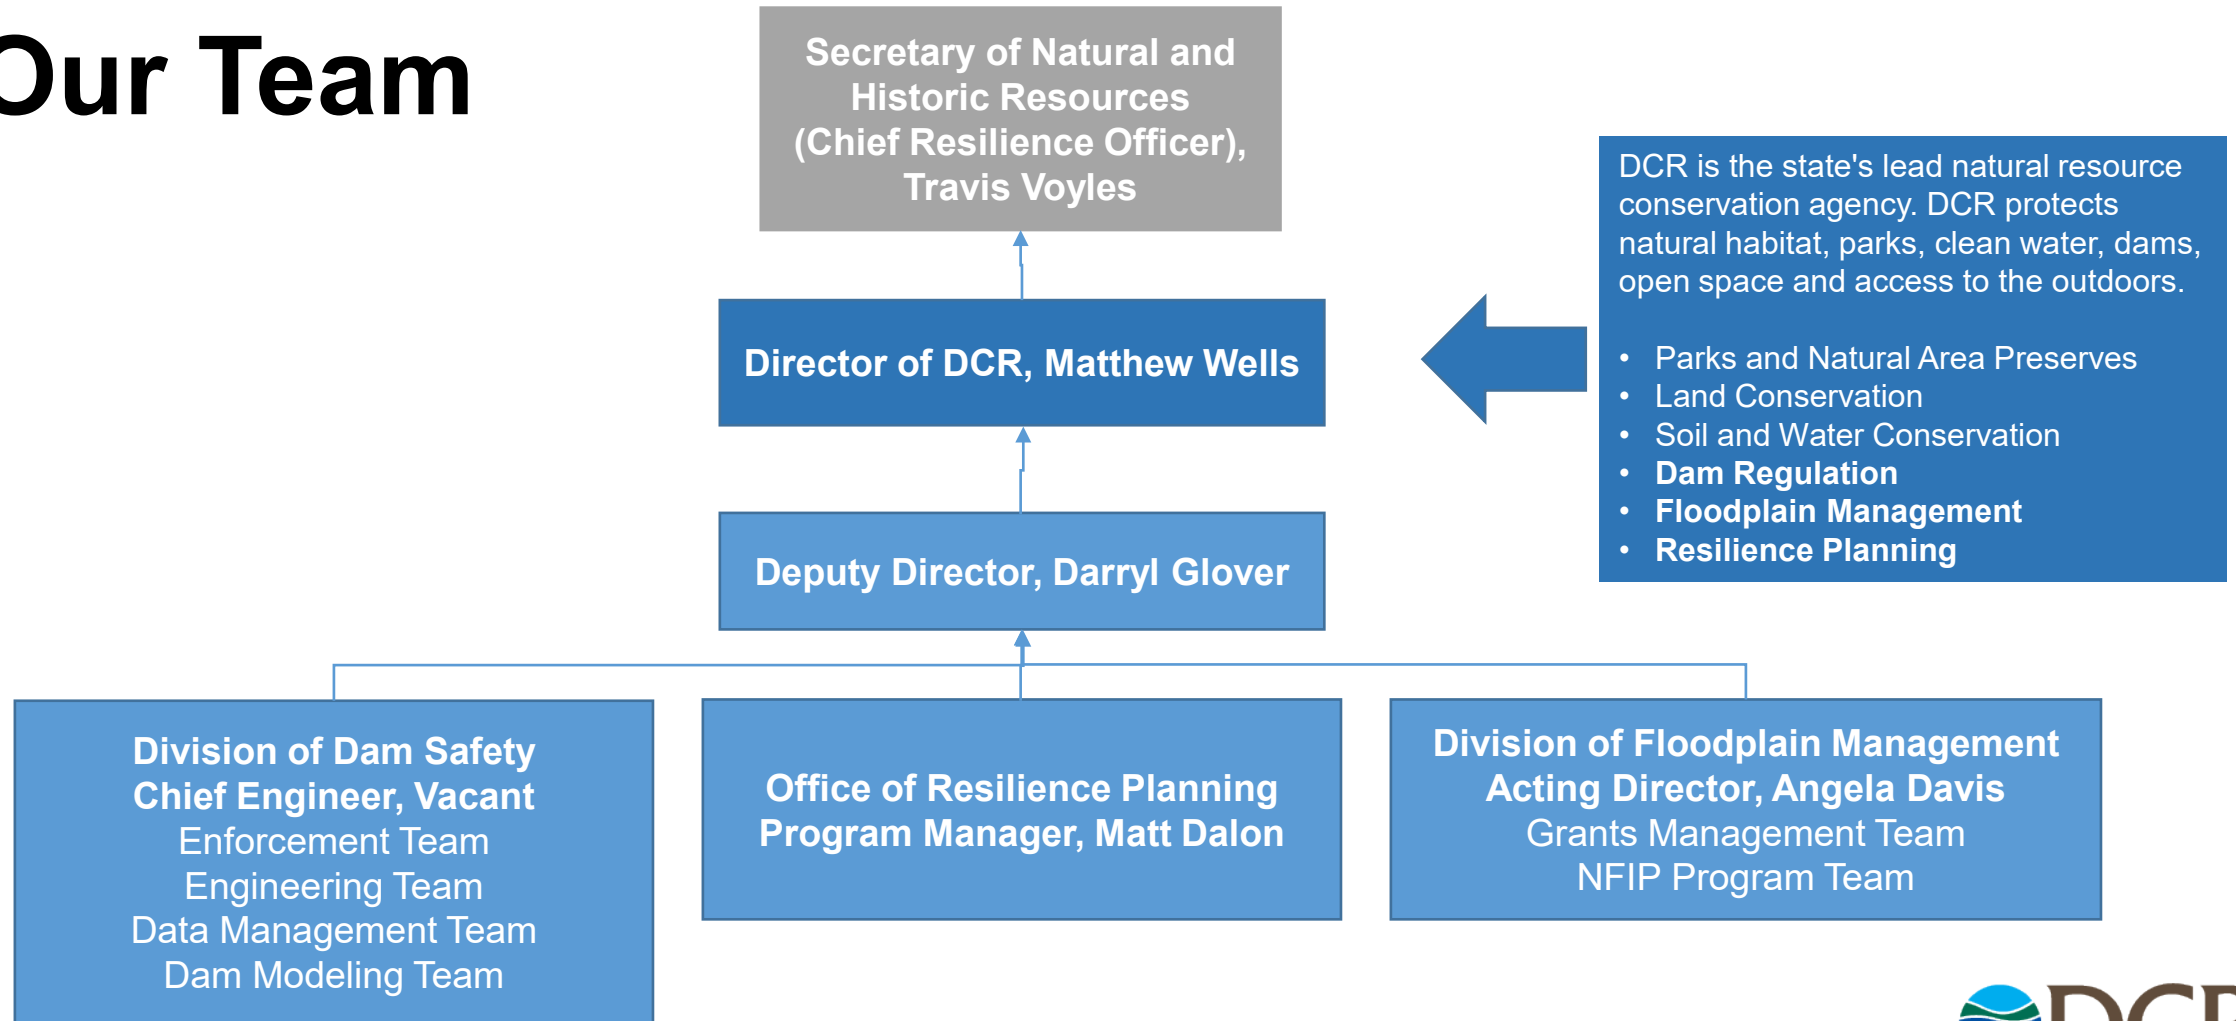 Our Team
Secretary of Natural and
Historic Resources
(Chief Resilience Officer),
Travis Voyles
DCR is the state's lead natural resource
conservation agency. DCR protects
natural habitat, parks, clean water, dams,
open space and access to the outdoors.
• Parks and Natural Area Preserves
• Land Conservation
• Soil and Water Conservation
• Dam Regulation
• Floodplain Management
• Resilience Planning
Director of DCR, Matthew Wells
Deputy Director, Darryl Glover
Division of Dam Safety
Chief Engineer, Vacant
Enforcement Team
Engineering Team
Data Management Team
Dam Modeling Team
Office of Resilience Planning
Program Manager, Matt Dalon
Division of Floodplain Management
Acting Director, Angela Davis
Grants Management Team
NFIP Program Team
DCR